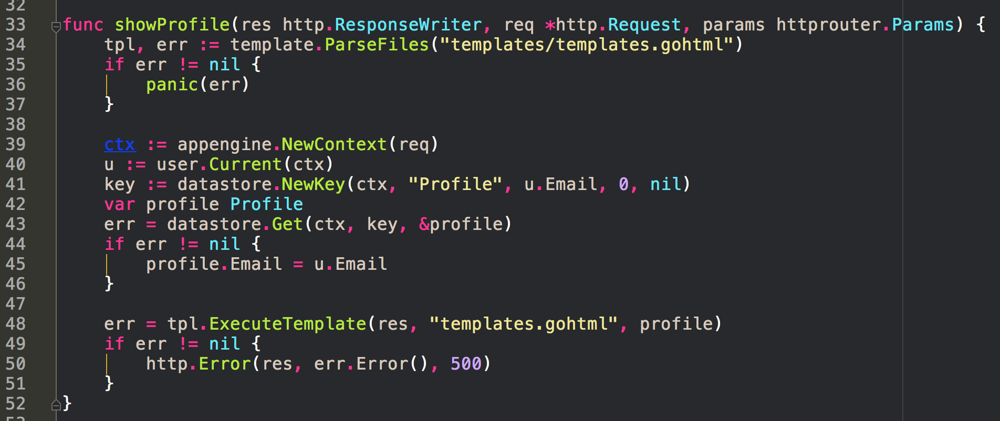 32
33 func showProfile(res http.ResponseWriter, req *http.Request, params httprouter.Params) {
34     tpl, err := template.ParseFiles("templates/templates.gohtml")
35     if err != nil {
36         panic(err)
37     }
38
39     ctx := appengine.NewContext(req)
40     u := user.Current(ctx)
41     key := datastore.NewKey(ctx, "Profile", u.Email, 0, nil)
42     var profile Profile
43     err = datastore.Get(ctx, key, &profile)
44     if err != nil {
45         profile.Email = u.Email
46     }
47
48     err = tpl.ExecuteTemplate(res, "templates.gohtml", profile)
49     if err != nil {
50         http.Error(res, err.Error(), 500)
51     }
52 }
53